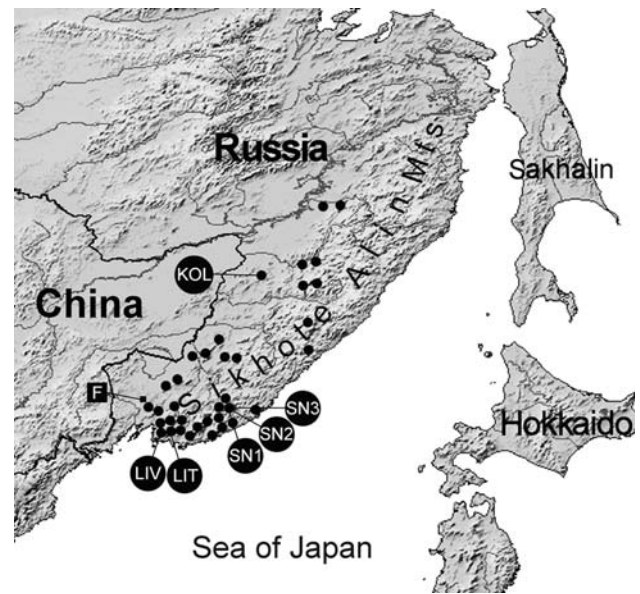 Russia
Sakhalin
Sikhote Alin Mts
KOL
China
F
SN3
Hokkaido
SN2
SN1
LIV
LIT
Sea of Japan